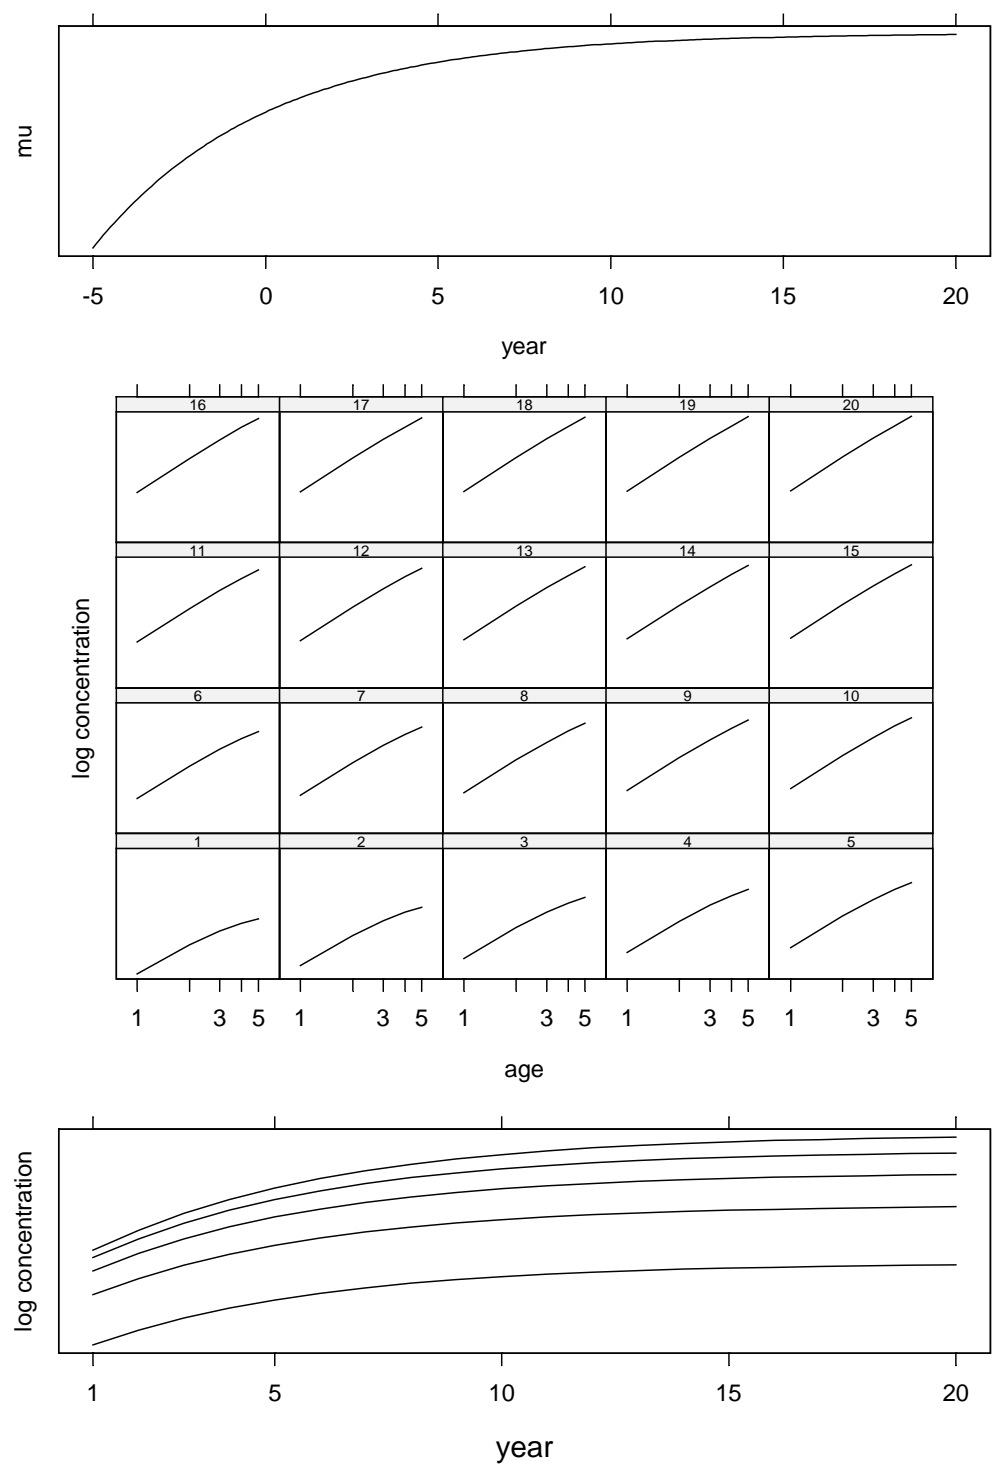 mu
-5 0 5 10 15 20
year
16 17 18 19 20
11 12 13 14 15
log concentration
6 7 8 9 10
1 2 3 4 5
1 3 5 1 3 5 1 3 5 1 3 5 1 3 5
age
log concentration
1 5 10 15 20
year